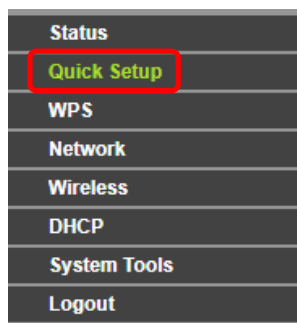 Status
Quick Setup
WPS
Network
Wireless
DHCP
System Tools
Logout